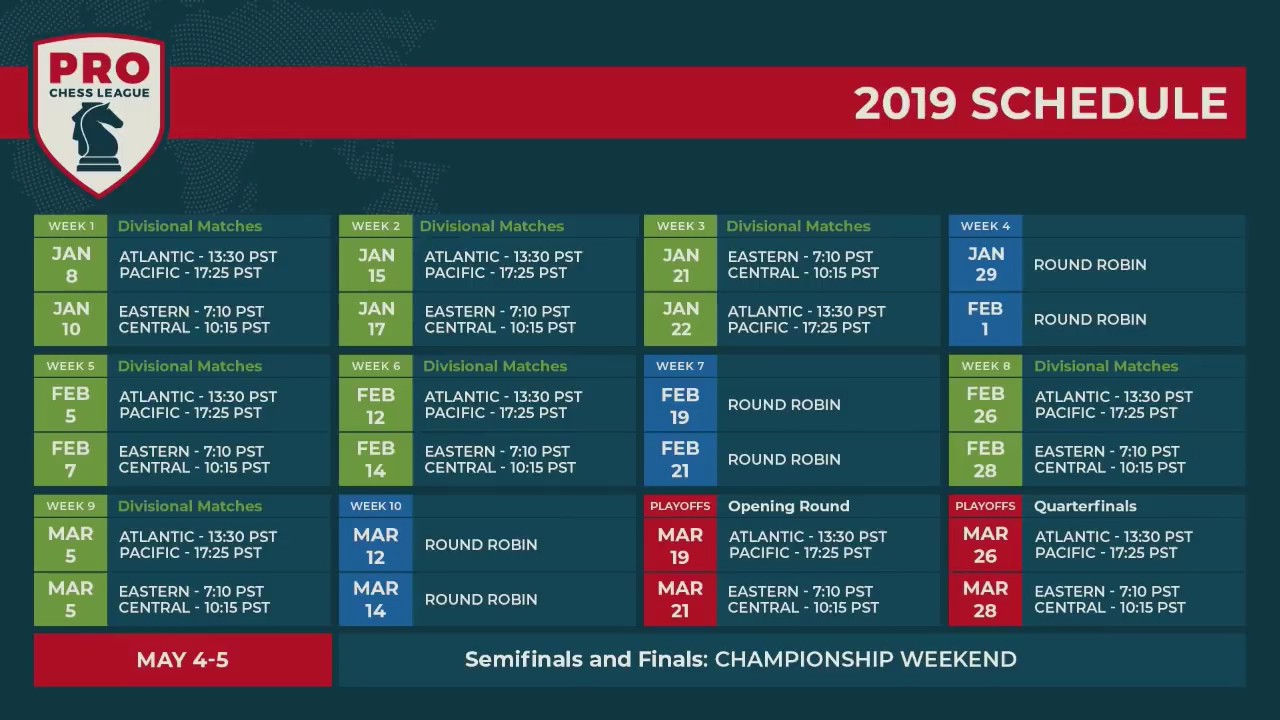 PRO
CHESS LEAGUE
2019 SCHEDULE
WEEK 1 Divisional Matches
JAN 8
ATLANTIC - 13:30 PST
PACIFIC - 17:25 PST
JAN 10
EASTERN - 7:10 PST
CENTRAL - 10:15 PST
WEEK 2 Divisional Matches
JAN 15
ATLANTIC - 13:30 PST
PACIFIC - 17:25 PST
JAN 17
EASTERN - 7:10 PST
CENTRAL - 10:15 PST
WEEK 3 Divisional Matches
JAN 21
EASTERN - 7:10 PST
CENTRAL - 10:15 PST
JAN 22
ATLANTIC - 13:30 PST
PACIFIC - 17:25 PST
WEEK 4
JAN 29
ROUND ROBIN
FEB 1
ROUND ROBIN
WEEK 5 Divisional Matches
FEB 5
ATLANTIC - 13:30 PST
PACIFIC - 17:25 PST
FEB 7
EASTERN - 7:10 PST
CENTRAL - 10:15 PST
WEEK 6 Divisional Matches
FEB 12
ATLANTIC - 13:30 PST
PACIFIC - 17:25 PST
FEB 14
EASTERN - 7:10 PST
CENTRAL - 10:15 PST
WEEK 7
FEB 19
ROUND ROBIN
FEB 21
ROUND ROBIN
WEEK 8 Divisional Matches
FEB 26
ATLANTIC - 13:30 PST
PACIFIC - 17:25 PST
FEB 28
EASTERN - 7:10 PST
CENTRAL - 10:15 PST
WEEK 9 Divisional Matches
MAR 5
ATLANTIC - 13:30 PST
PACIFIC - 17:25 PST
MAR 5
EASTERN - 7:10 PST
CENTRAL - 10:15 PST
WEEK 10
MAR 12
ROUND ROBIN
MAR 14
ROUND ROBIN
PLAYOFFS Opening Round
MAR 19
ATLANTIC - 13:30 PST
PACIFIC - 17:25 PST
MAR 21
EASTERN - 7:10 PST
CENTRAL - 10:15 PST
PLAYOFFS Quarterfinals
MAR 26
ATLANTIC - 13:30 PST
PACIFIC - 17:25 PST
MAR 28
EASTERN - 7:10 PST
CENTRAL - 10:15 PST
MAY 4-5
Semifinals and Finals: CHAMPIONSHIP WEEKEND